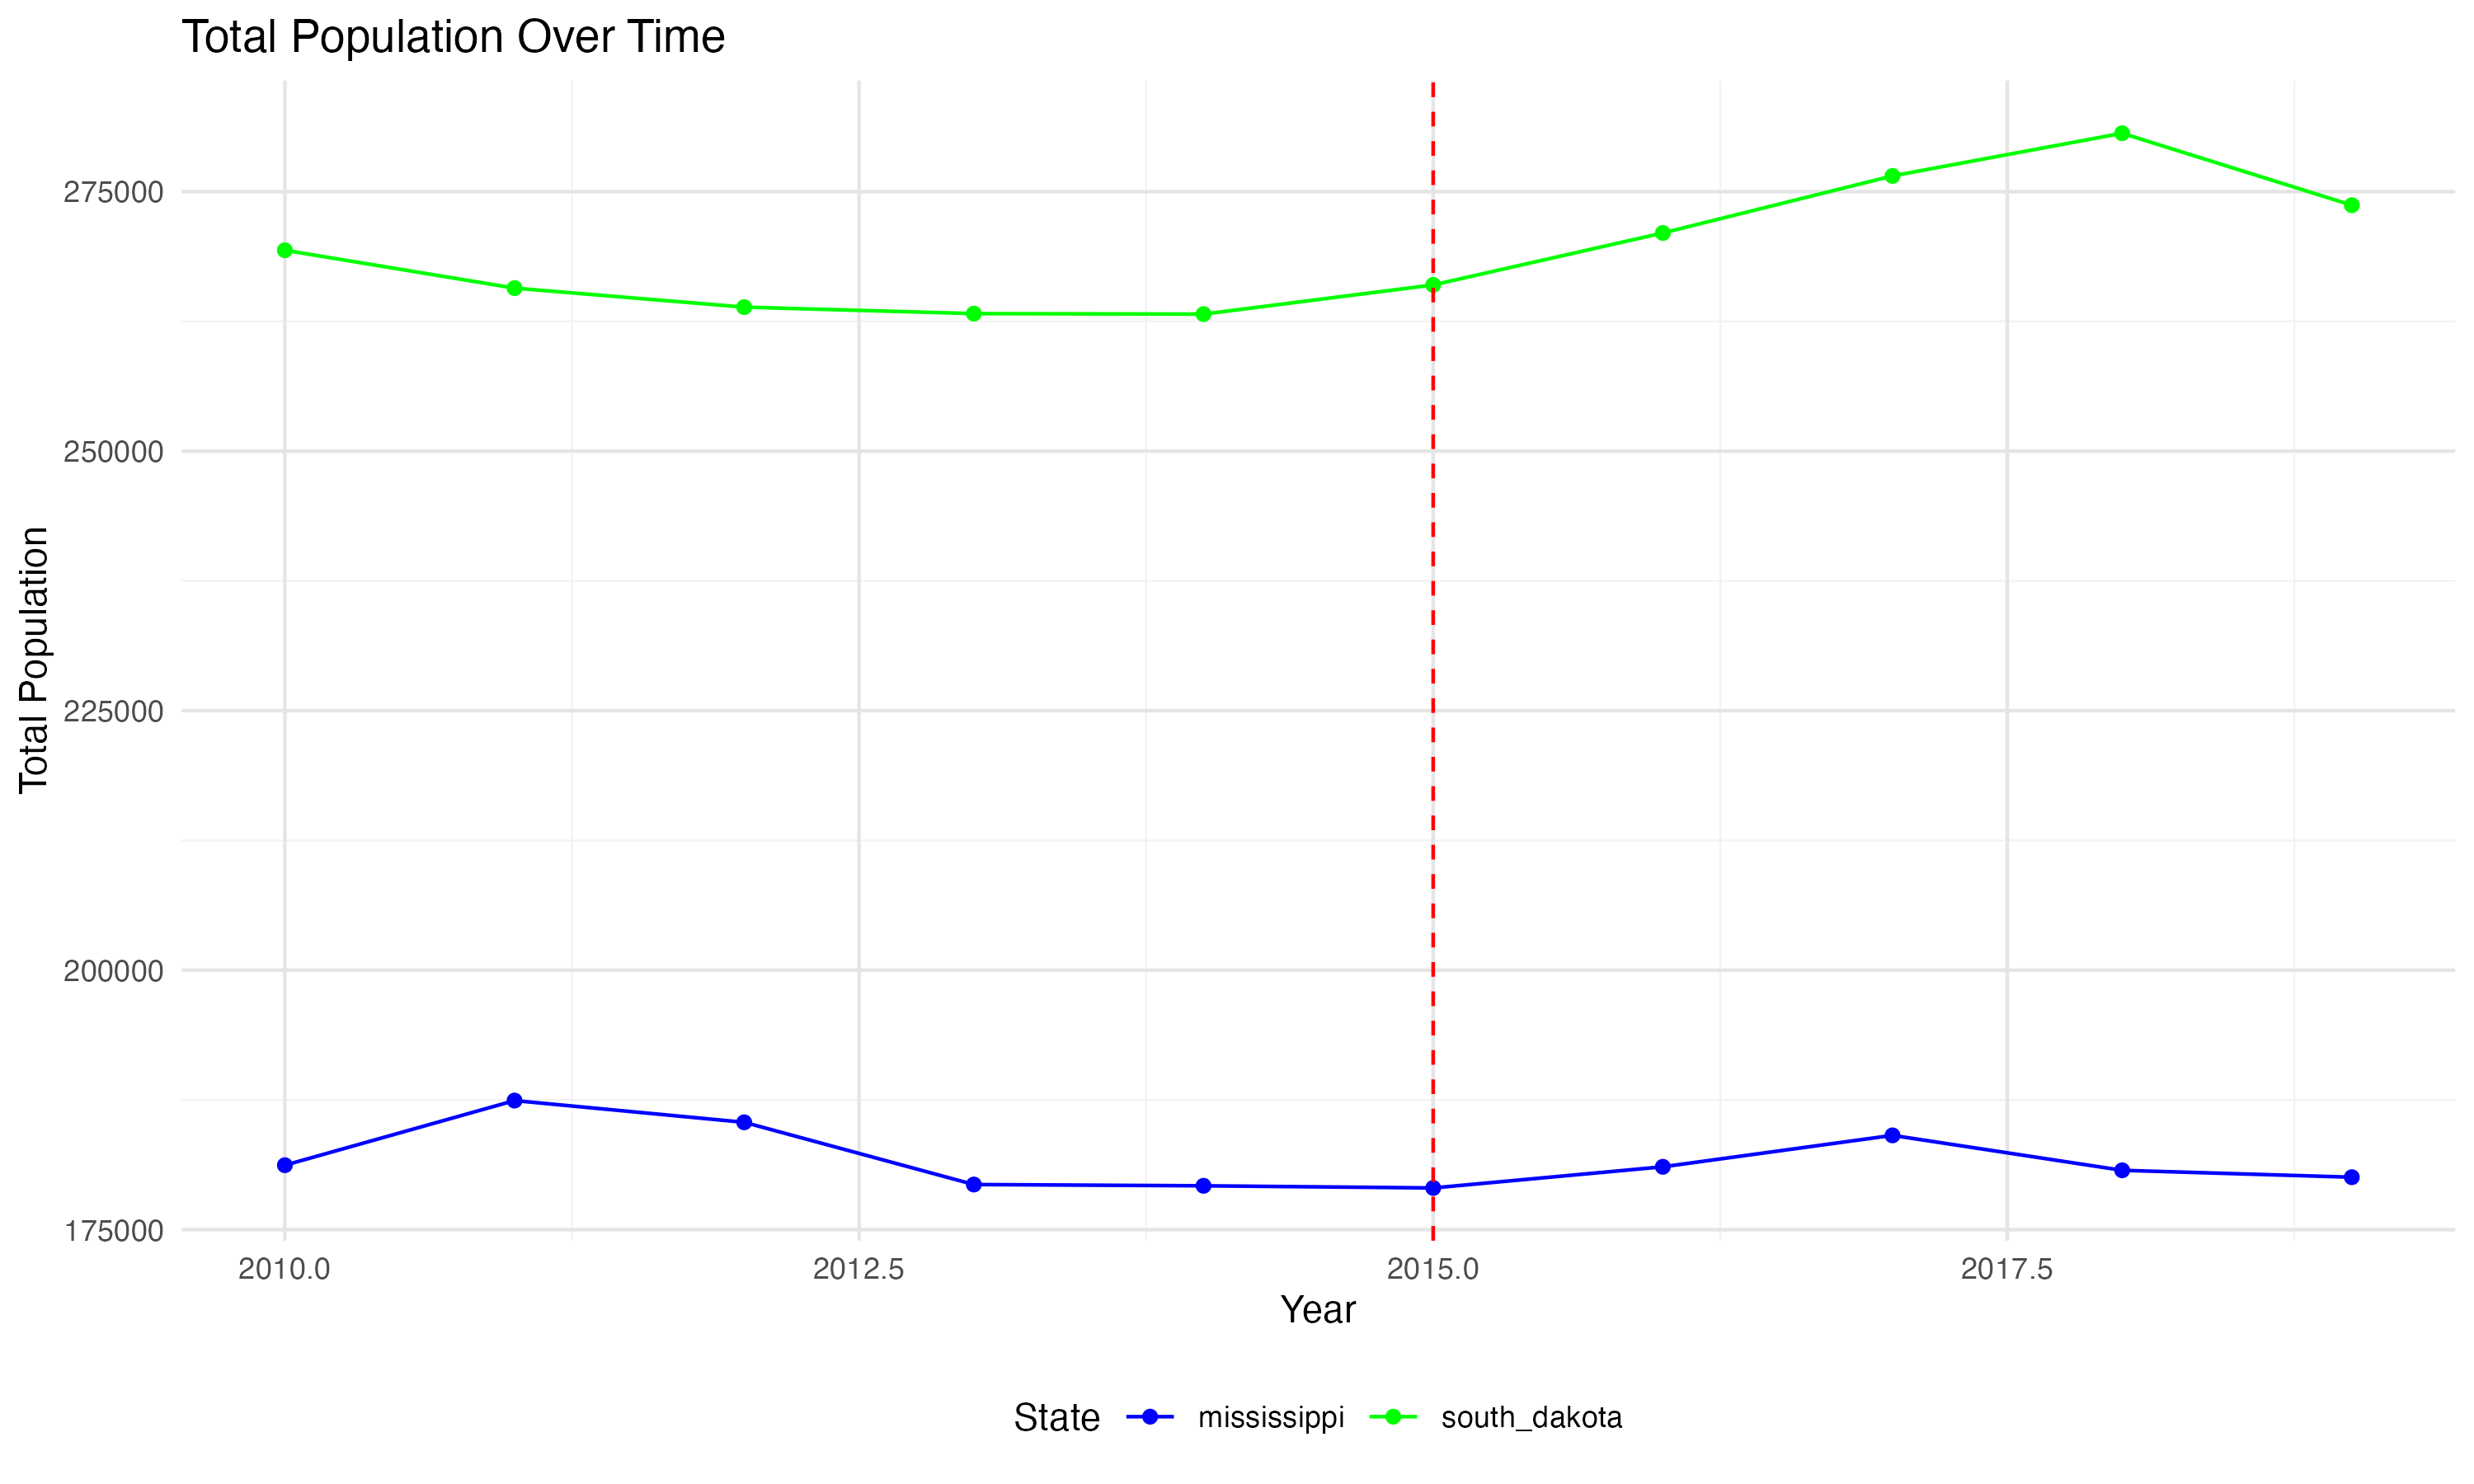 Total Population Over Time
Total Population
275000
250000
225000
200000
175000
2010.0 2012.5 2015.0 2017.5
Year
State mississippi south_dakota